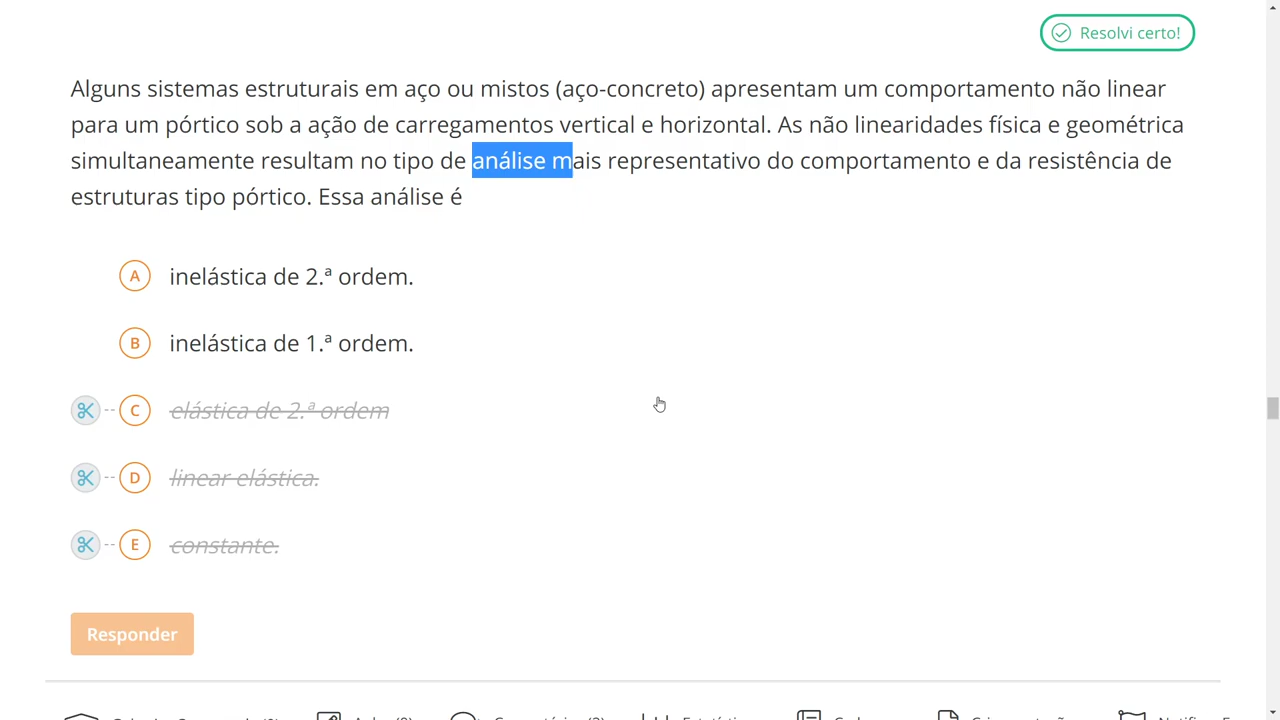 Resolvi certo!
Alguns sistemas estruturais em aço ou mistos (aço-concreto) apresentam um comportamento não linear
para um pórtico sob a ação de carregamentos vertical e horizontal. As não linearidades física e geométrica
simultaneamente resultam no tipo de análise mais representativo do comportamento e da resistência de
estruturas tipo pórtico. Essa análise é
A inelástica de 2.ª ordem.
B inelástica de 1.ª ordem.
C elástica de 2.ª ordem
D linear elástica.
E constante.
Responder